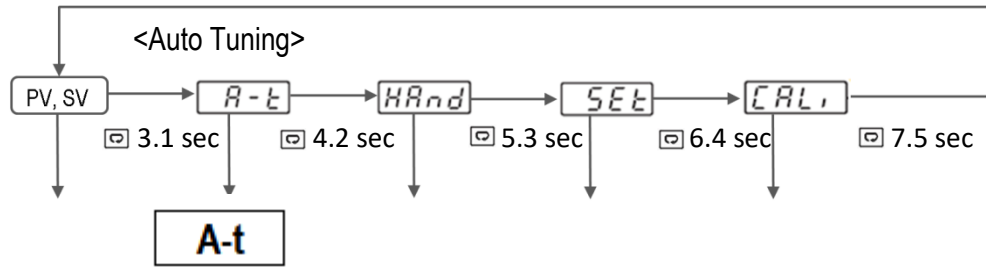 <Auto Tuning>
PV, SV
A-t
HAnd
SEt
CALi
3.1 sec
4.2 sec
5.3 sec
6.4 sec
7.5 sec
A-t